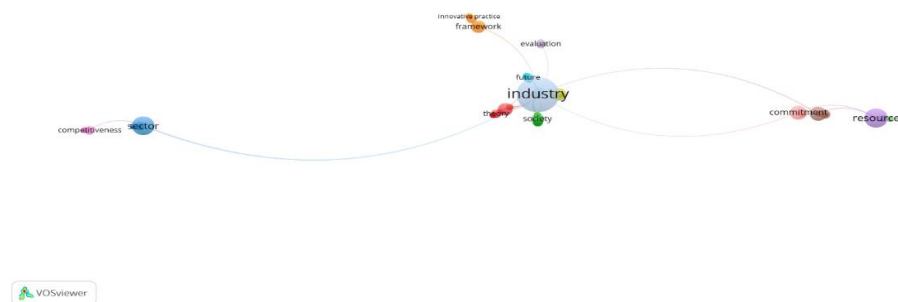 innovative practice
framework
evaluation
future
industry
theory
society
commitment
resource
competitiveness
sector
VOSviewer